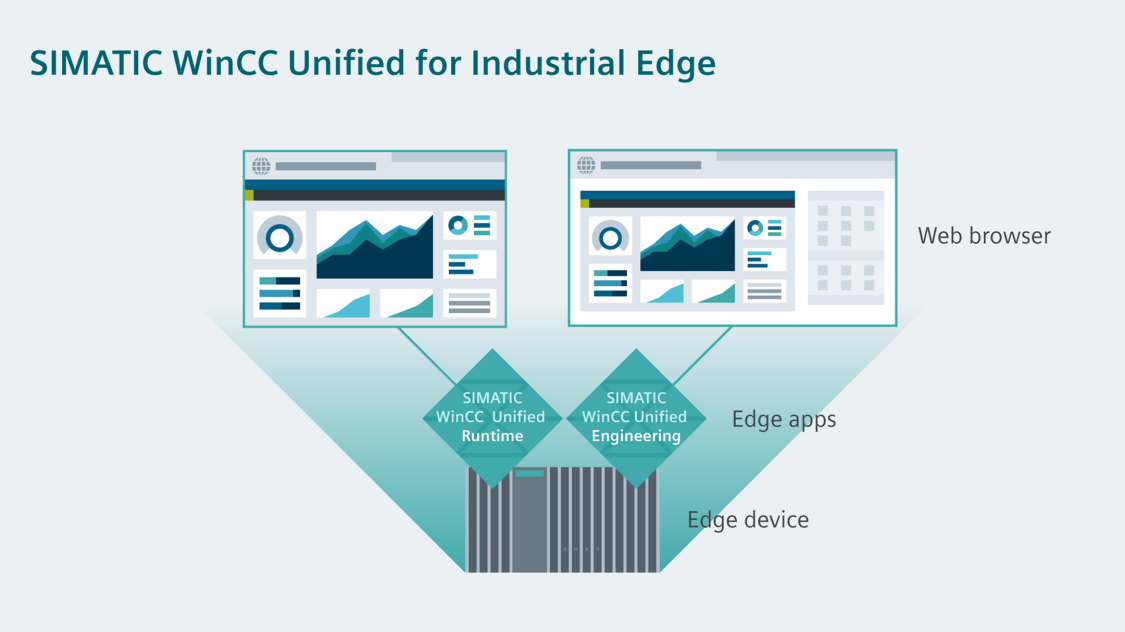 SIMATIC WinCC Unified for Industrial Edge
Web browser
SIMATIC
WinCC Unified
Runtime
SIMATIC
WinCC Unified
Engineering
Edge apps
Edge device